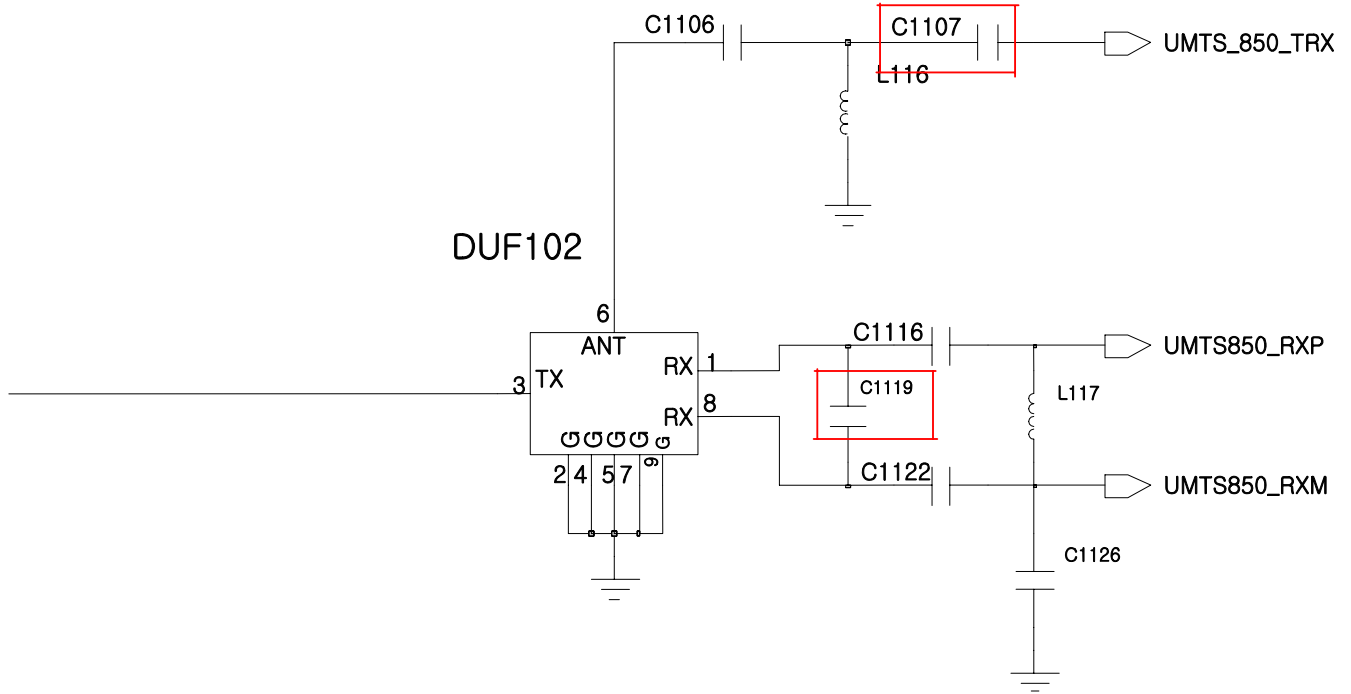 C1106
C1107
UMTS_850_TRX
L116
DUF102
6
ANT
RX
1
C1116
UMTS850_RXP
3
TX
C1119
L117
RX
8
G G G G G
2 4 5 7 9
C1122
UMTS850_RXM
C1126